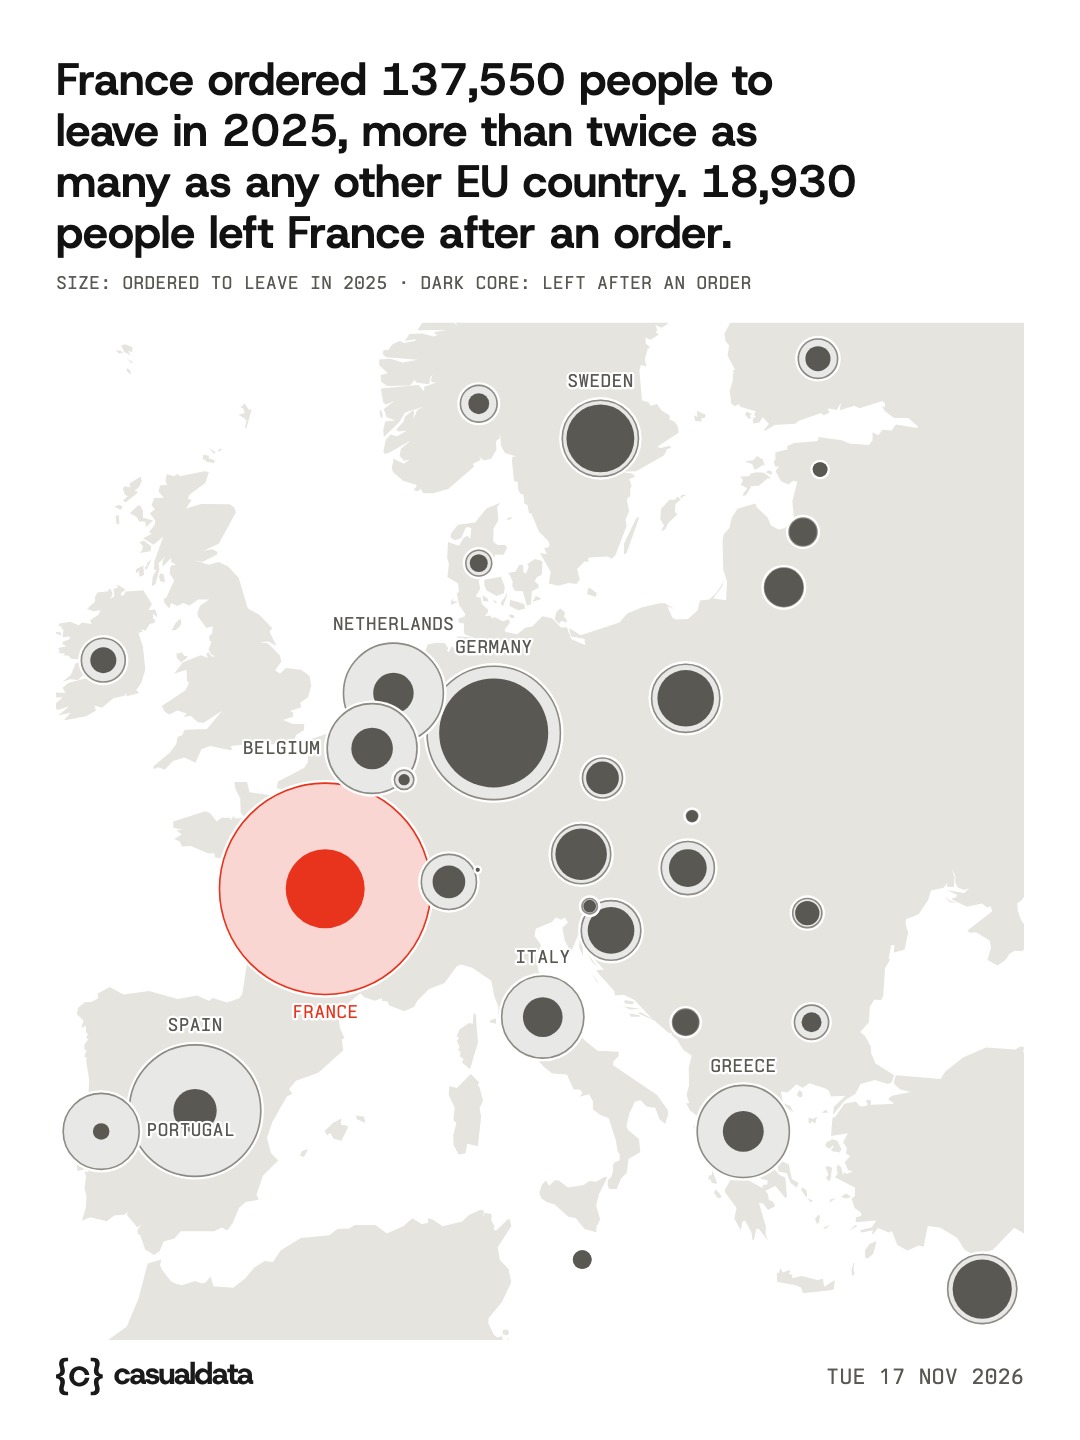 France ordered 137,550 people to
leave in 2025, more than twice as
many as any other EU country. 18,930
people left France after an order.
SIZE: ORDERED TO LEAVE IN 2025 · DARK CORE: LEFT AFTER AN ORDER
SWEDEN
NETHERLANDS
GERMANY
BELGIUM
ITALY
FRANCE
SPAIN
GREECE
PORTUGAL
{c} casualdata
TUE 17 NOV 2026